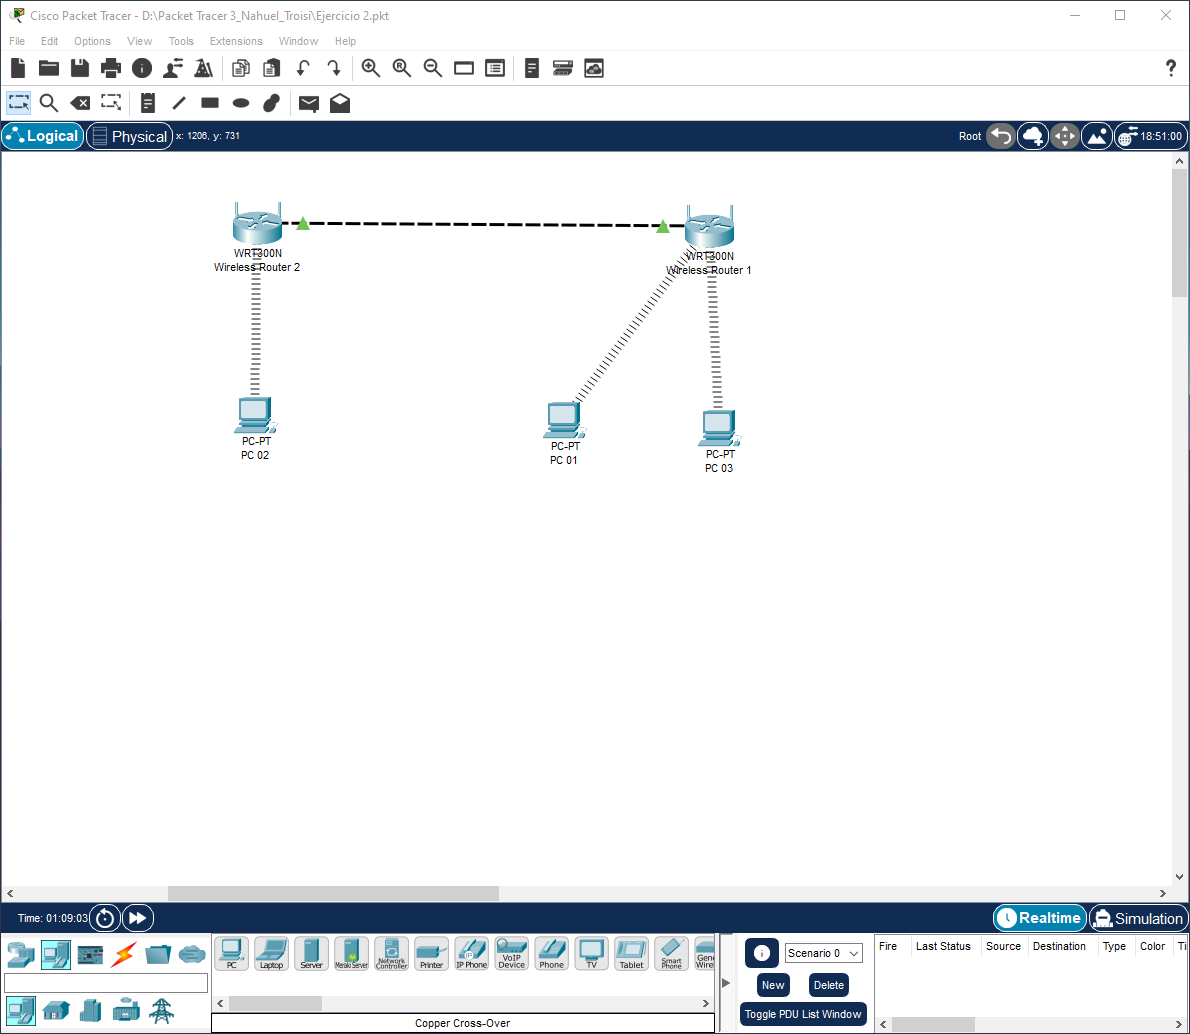 Cisco Packet Tracer - D:\Packet Tracer 3_Nahuel_Troisi\Ejercicio 2.pkt
File Edit Options View Tools Extensions Window Help
Logical Physical x: 1206, y: 731 Root 18:51:00
WRT300N
Wireless Router 2
WRT300N
Wireless Router 1
PC-PT
PC 02
PC-PT
PC 01
PC-PT
PC 03
Time: 01:09:03 Realtime Simulation
PC Laptop Server Meraki Server Network Controller Printer IP Phone VoIP Device Phone TV Tablet Smart Phone
Copper Cross-Over
Scenario 0
New Delete
Toggle PDU List Window
Fire Last Status Source Destination Type Color